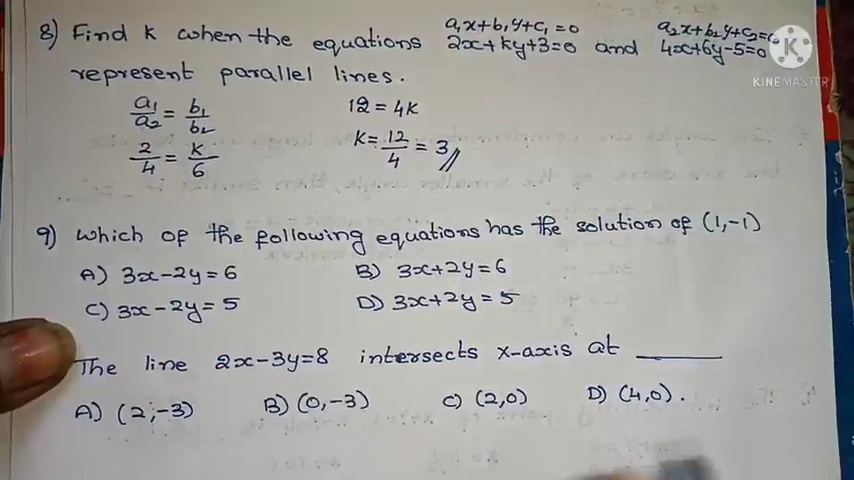 8) Find k when the equations a₁x+b₁y+c₁=0 a₂x+b₂y+c₂=0
2x+ky+3=0 and 4x+6y-5=0
represent parallel lines.
a₁/a₂ = b₁/b₂ 12=4k
2/4 = k/6 k= 12/4 = 3//
9) which of the following equations has the solution of (1,-1)
A) 3x-2y=6 B) 3x+2y=6
C) 3x-2y=5 D) 3x+2y=5
The line 2x-3y=8 intersects x-axis at ______
A) (2,-3) B) (0,-3) C) (2,0) D) (4,0).
K
KINEMASTER